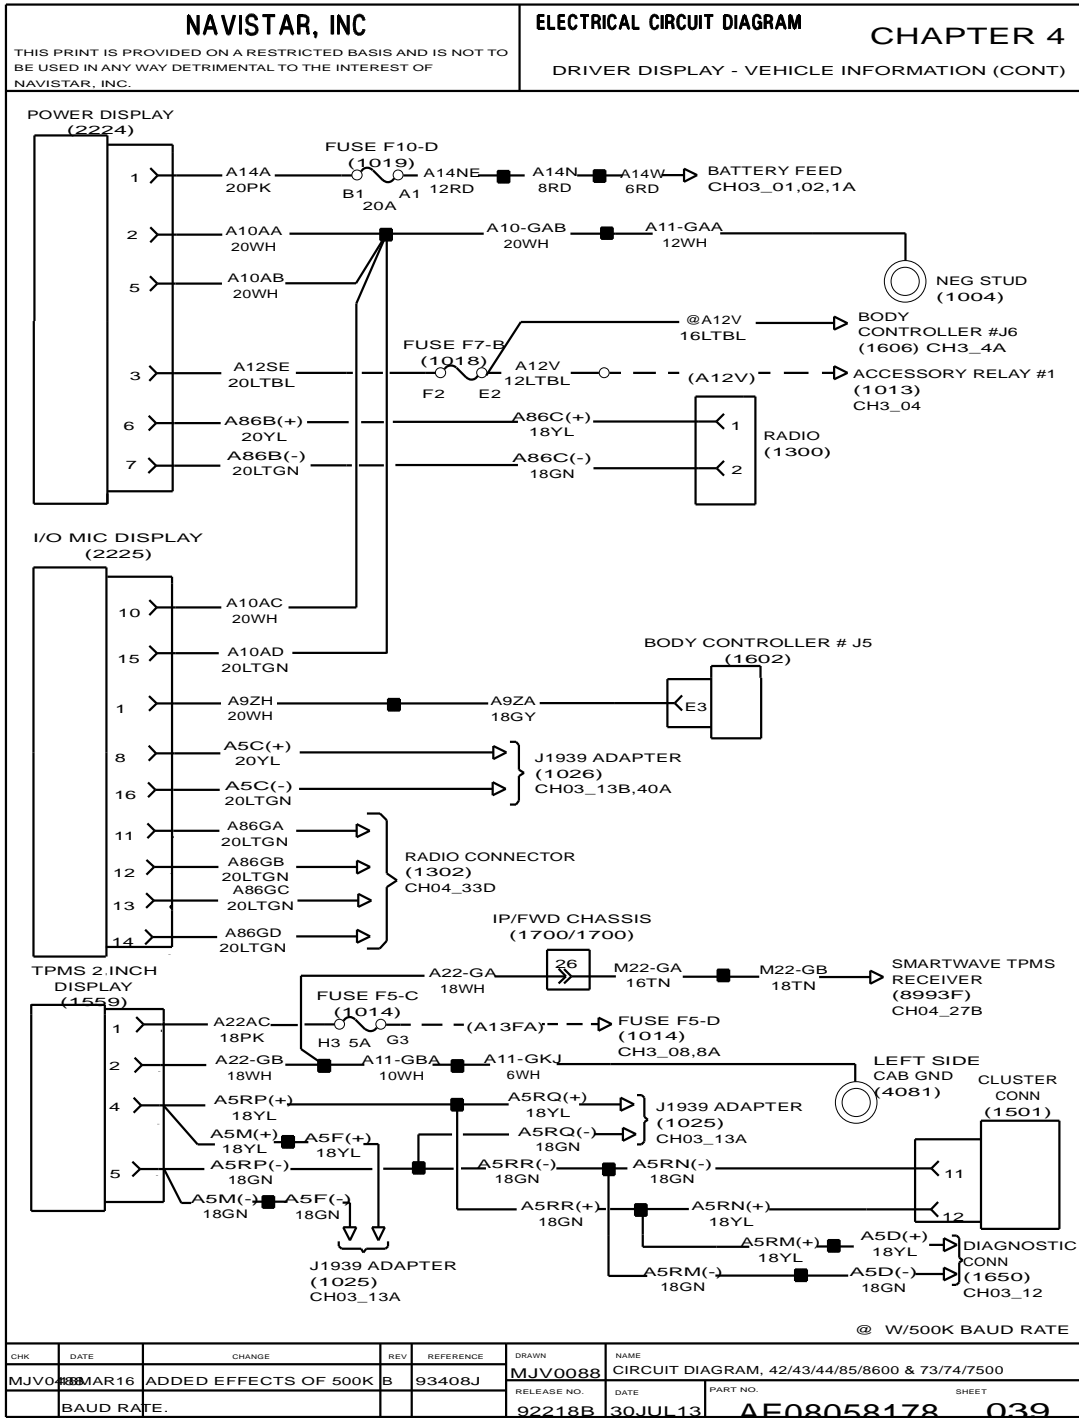 NAVISTAR, INC
THIS PRINT IS PROVIDED ON A RESTRICTED BASIS AND IS NOT TO
BE USED IN ANY WAY DETRIMENTAL TO THE INTEREST OF
NAVISTAR, INC.
ELECTRICAL CIRCUIT DIAGRAM
CHAPTER 4
DRIVER DISPLAY - VEHICLE INFORMATION (CONT)
POWER DISPLAY
(2224)
1
A14A
20PK
FUSE F10-D
(1019)
B1
A1
20A
A14NE
12RD
A14N
8RD
A14W
6RD
BATTERY FEED
CH03_01,02,1A
2
A10AA
20WH
A10-GAB
20WH
A11-GAA
12WH
5
A10AB
20WH
NEG STUD
(1004)
@A12V
16LTBL
BODY
CONTROLLER #J6
(1606) CH3_4A
3
A12SE
20LTBL
FUSE F7-B
(1018)
F2
E2
A12V
12LTBL
(A12V)
ACCESSORY RELAY #1
(1013)
CH3_04
6
A86B(+)
20YL
A86C(+)
18YL
1
7
A86B(-)
20LTGN
A86C(-)
18GN
2
RADIO
(1300)
I/O MIC DISPLAY
(2225)
10
A10AC
20WH
15
A10AD
20LTGN
BODY CONTROLLER # J5
(1602)
1
A9ZH
20WH
A9ZA
18GY
E3
8
A5C(+)
20YL
16
A5C(-)
20LTGN
J1939 ADAPTER
(1026)
CH03_13B,40A
11
A86GA
20LTGN
12
A86GB
20LTGN
13
A86GC
20LTGN
14
A86GD
20LTGN
RADIO CONNECTOR
(1302)
CH04_33D
IP/FWD CHASSIS
(1700/1700)
TPMS 2.INCH
DISPLAY
(1559)
A22-GA
18WH
26
M22-GA
16TN
M22-GB
18TN
SMARTWAVE TPMS
RECEIVER
(8993F)
CH04_27B
1
A22AC
18PK
FUSE F5-C
(1014)
H3 5A G3
(A13FA)
FUSE F5-D
(1014)
CH3_08,8A
2
A22-GB
18WH
A11-GBA
10WH
A11-GKJ
6WH
LEFT SIDE
CAB GND
(4081)
CLUSTER
CONN
(1501)
4
A5RP(+)
18YL
A5RQ(+)
18YL
A5M(+)
18YL
A5F(+)
18YL
A5RQ(-)
18GN
J1939 ADAPTER
(1025)
CH03_13A
5
A5RP(-)
18GN
A5RR(-)
18GN
A5RN(-)
18GN
11
A5M(-)
18GN
A5F(-)
18GN
A5RR(+)
18GN
A5RN(+)
18YL
12
A5RM(+)
18YL
A5D(+)
18YL
A5RM(-)
18GN
A5D(-)
18GN
DIAGNOSTIC
CONN
(1650)
CH03_12
J1939 ADAPTER
(1025)
CH03_13A
@ W/500K BAUD RATE
CHK DATE CHANGE REV REFERENCE
ADDED EFFECTS OF 500K B 93408J
BAUD RATE.
DRAWN
MJV0088
NAME
CIRCUIT DIAGRAM, 42/43/44/85/8600 & 73/74/7500
RELEASE NO.
92218B
DATE
30JUL13
PART NO.
AE08058178
SHEET
039